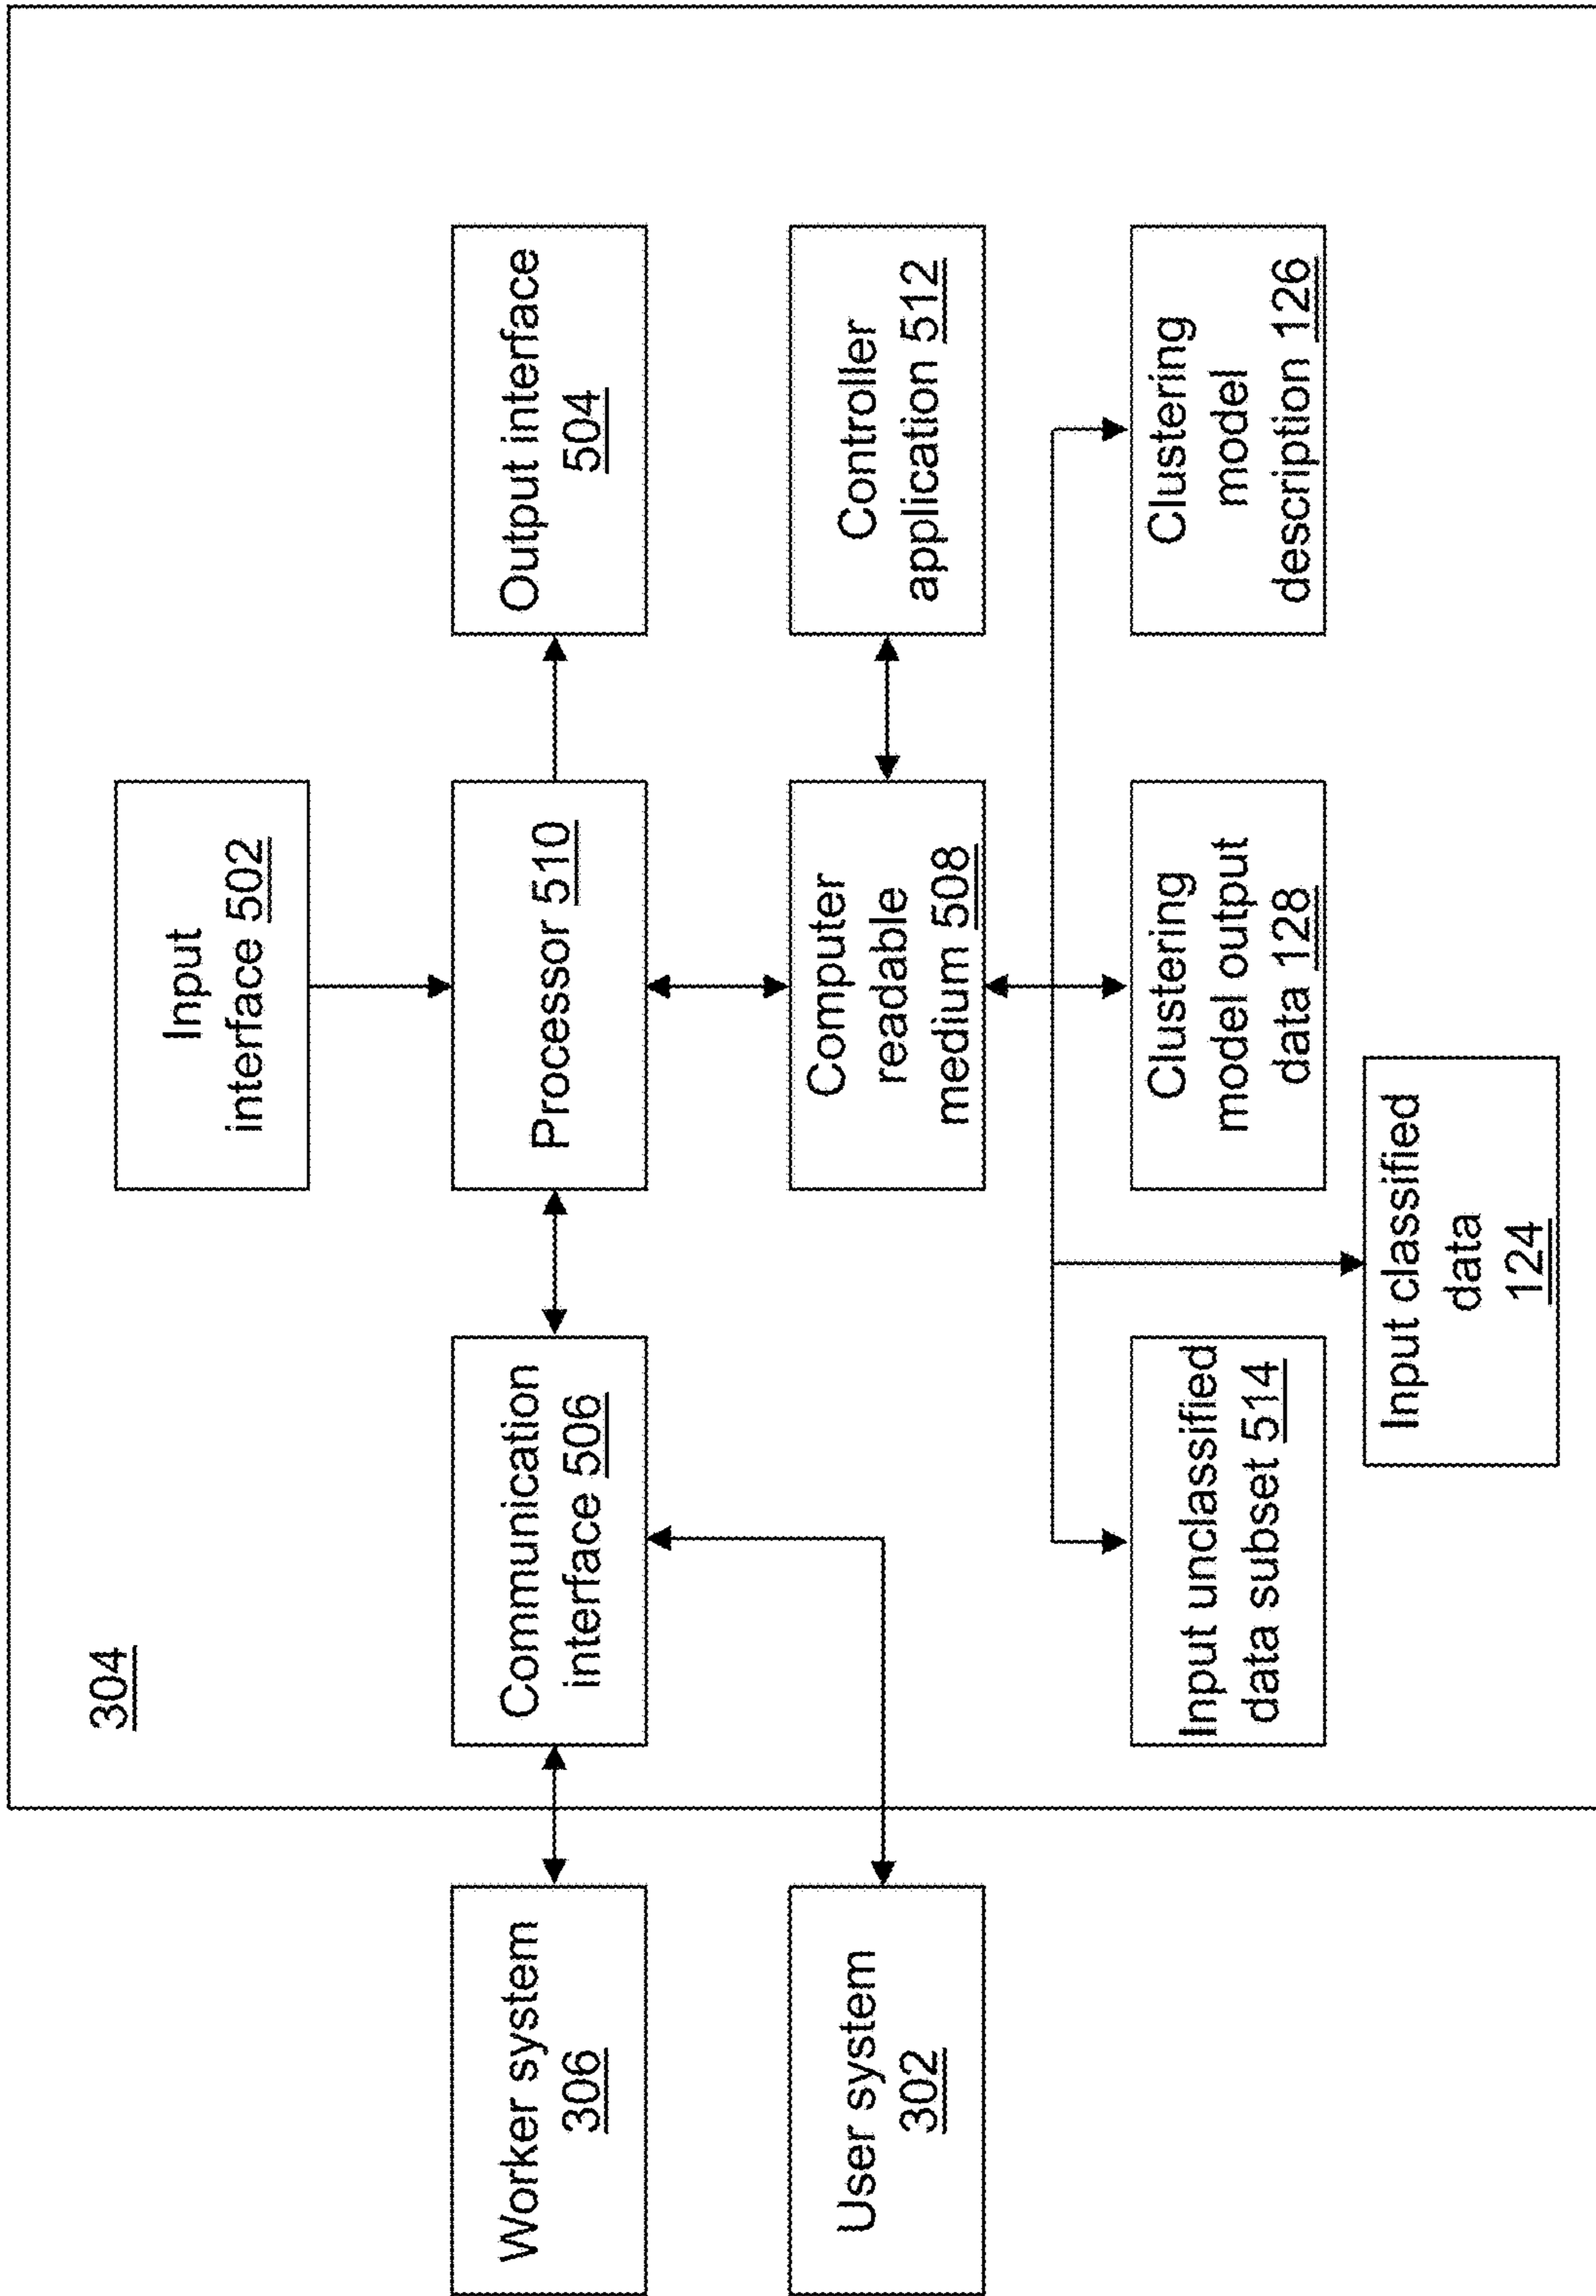 304
Input
interface 502
Worker system
306
Communication
interface 506
Processor 510
Output interface
504
User system
302
Computer
readable
medium 508
Controller
application 512
Input unclassified
data subset 514
Clustering
model output
data 128
Clustering
model
description 126
Input classified
data
124